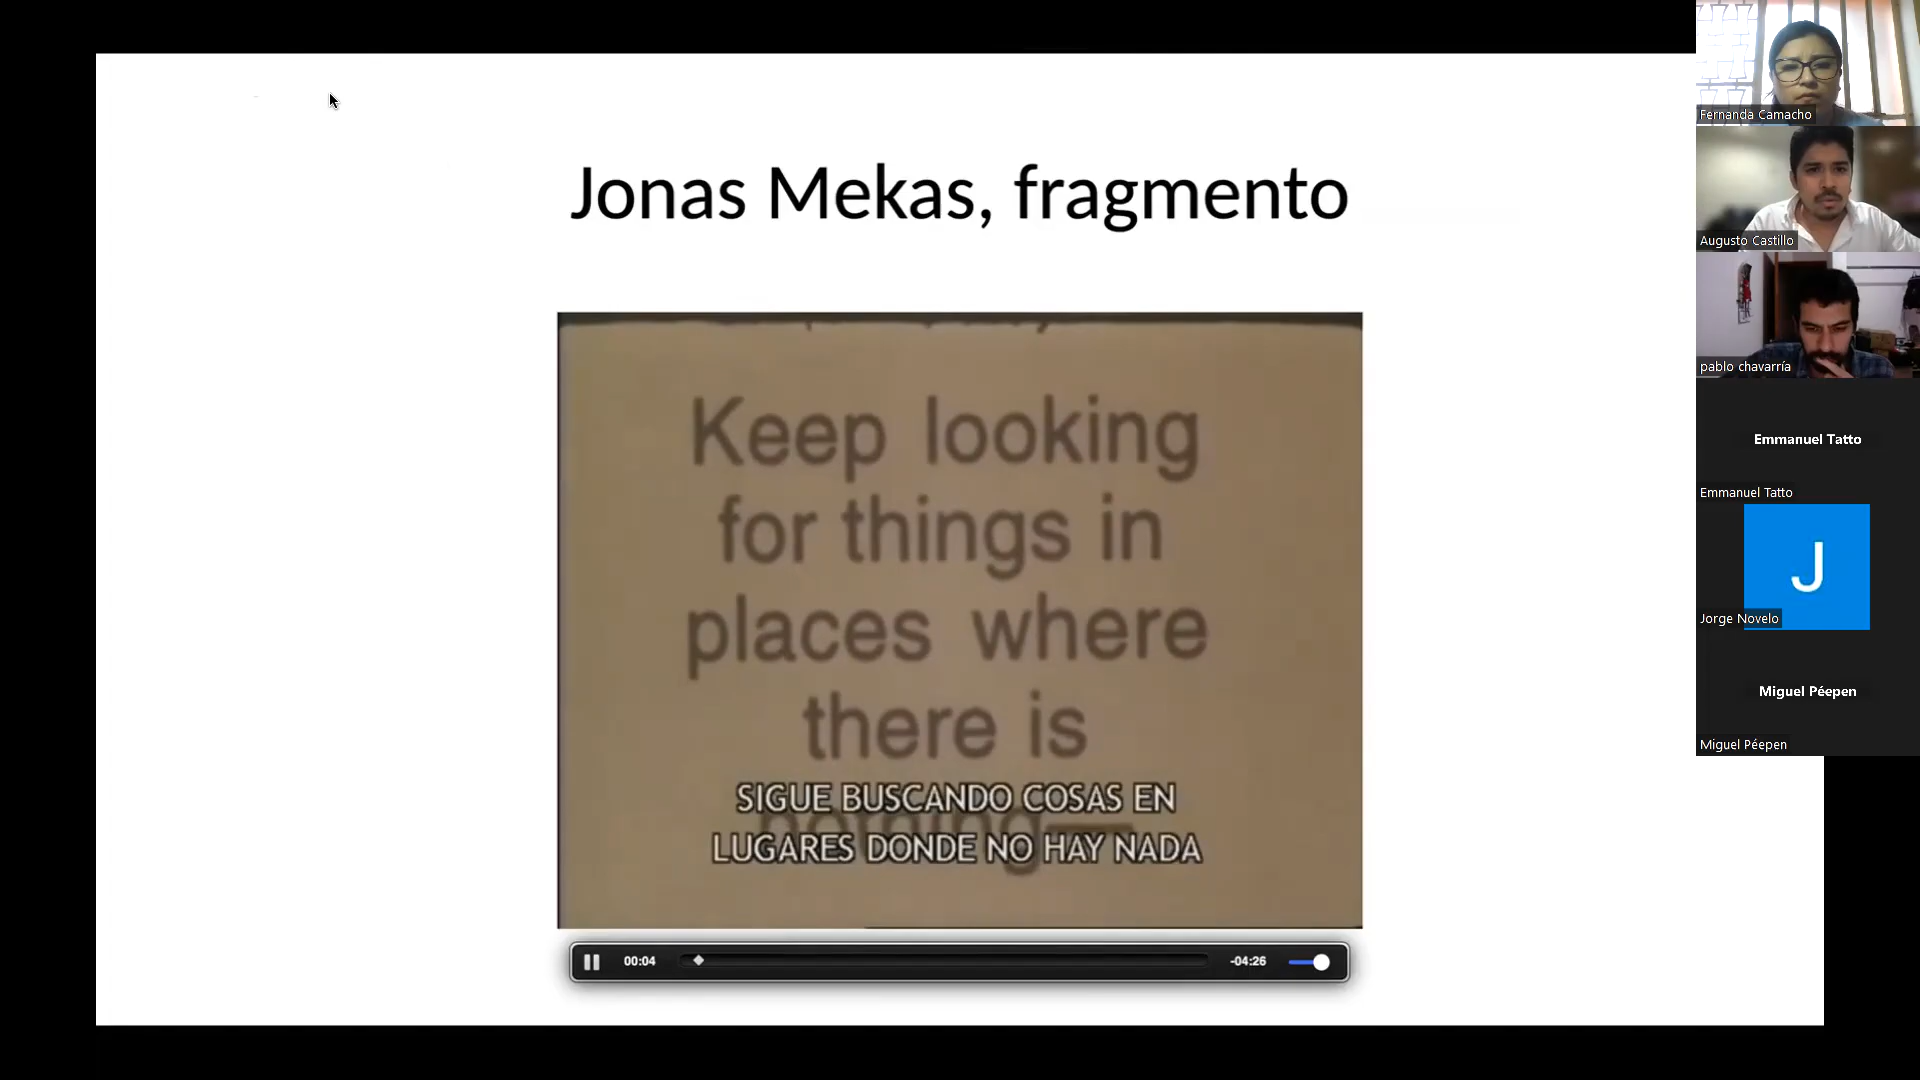 Jonas Mekas, fragmento
Keep looking
for things in
places where
there is
nothing—
SIGUE BUSCANDO COSAS EN
LUGARES DONDE NO HAY NADA
00:04
-04:26
Fernanda Camacho
Augusto Castillo
pablo chavarría
Emmanuel Tatto
Emmanuel Tatto
J
Jorge Novelo
Miguel Péepen
Miguel Péepen